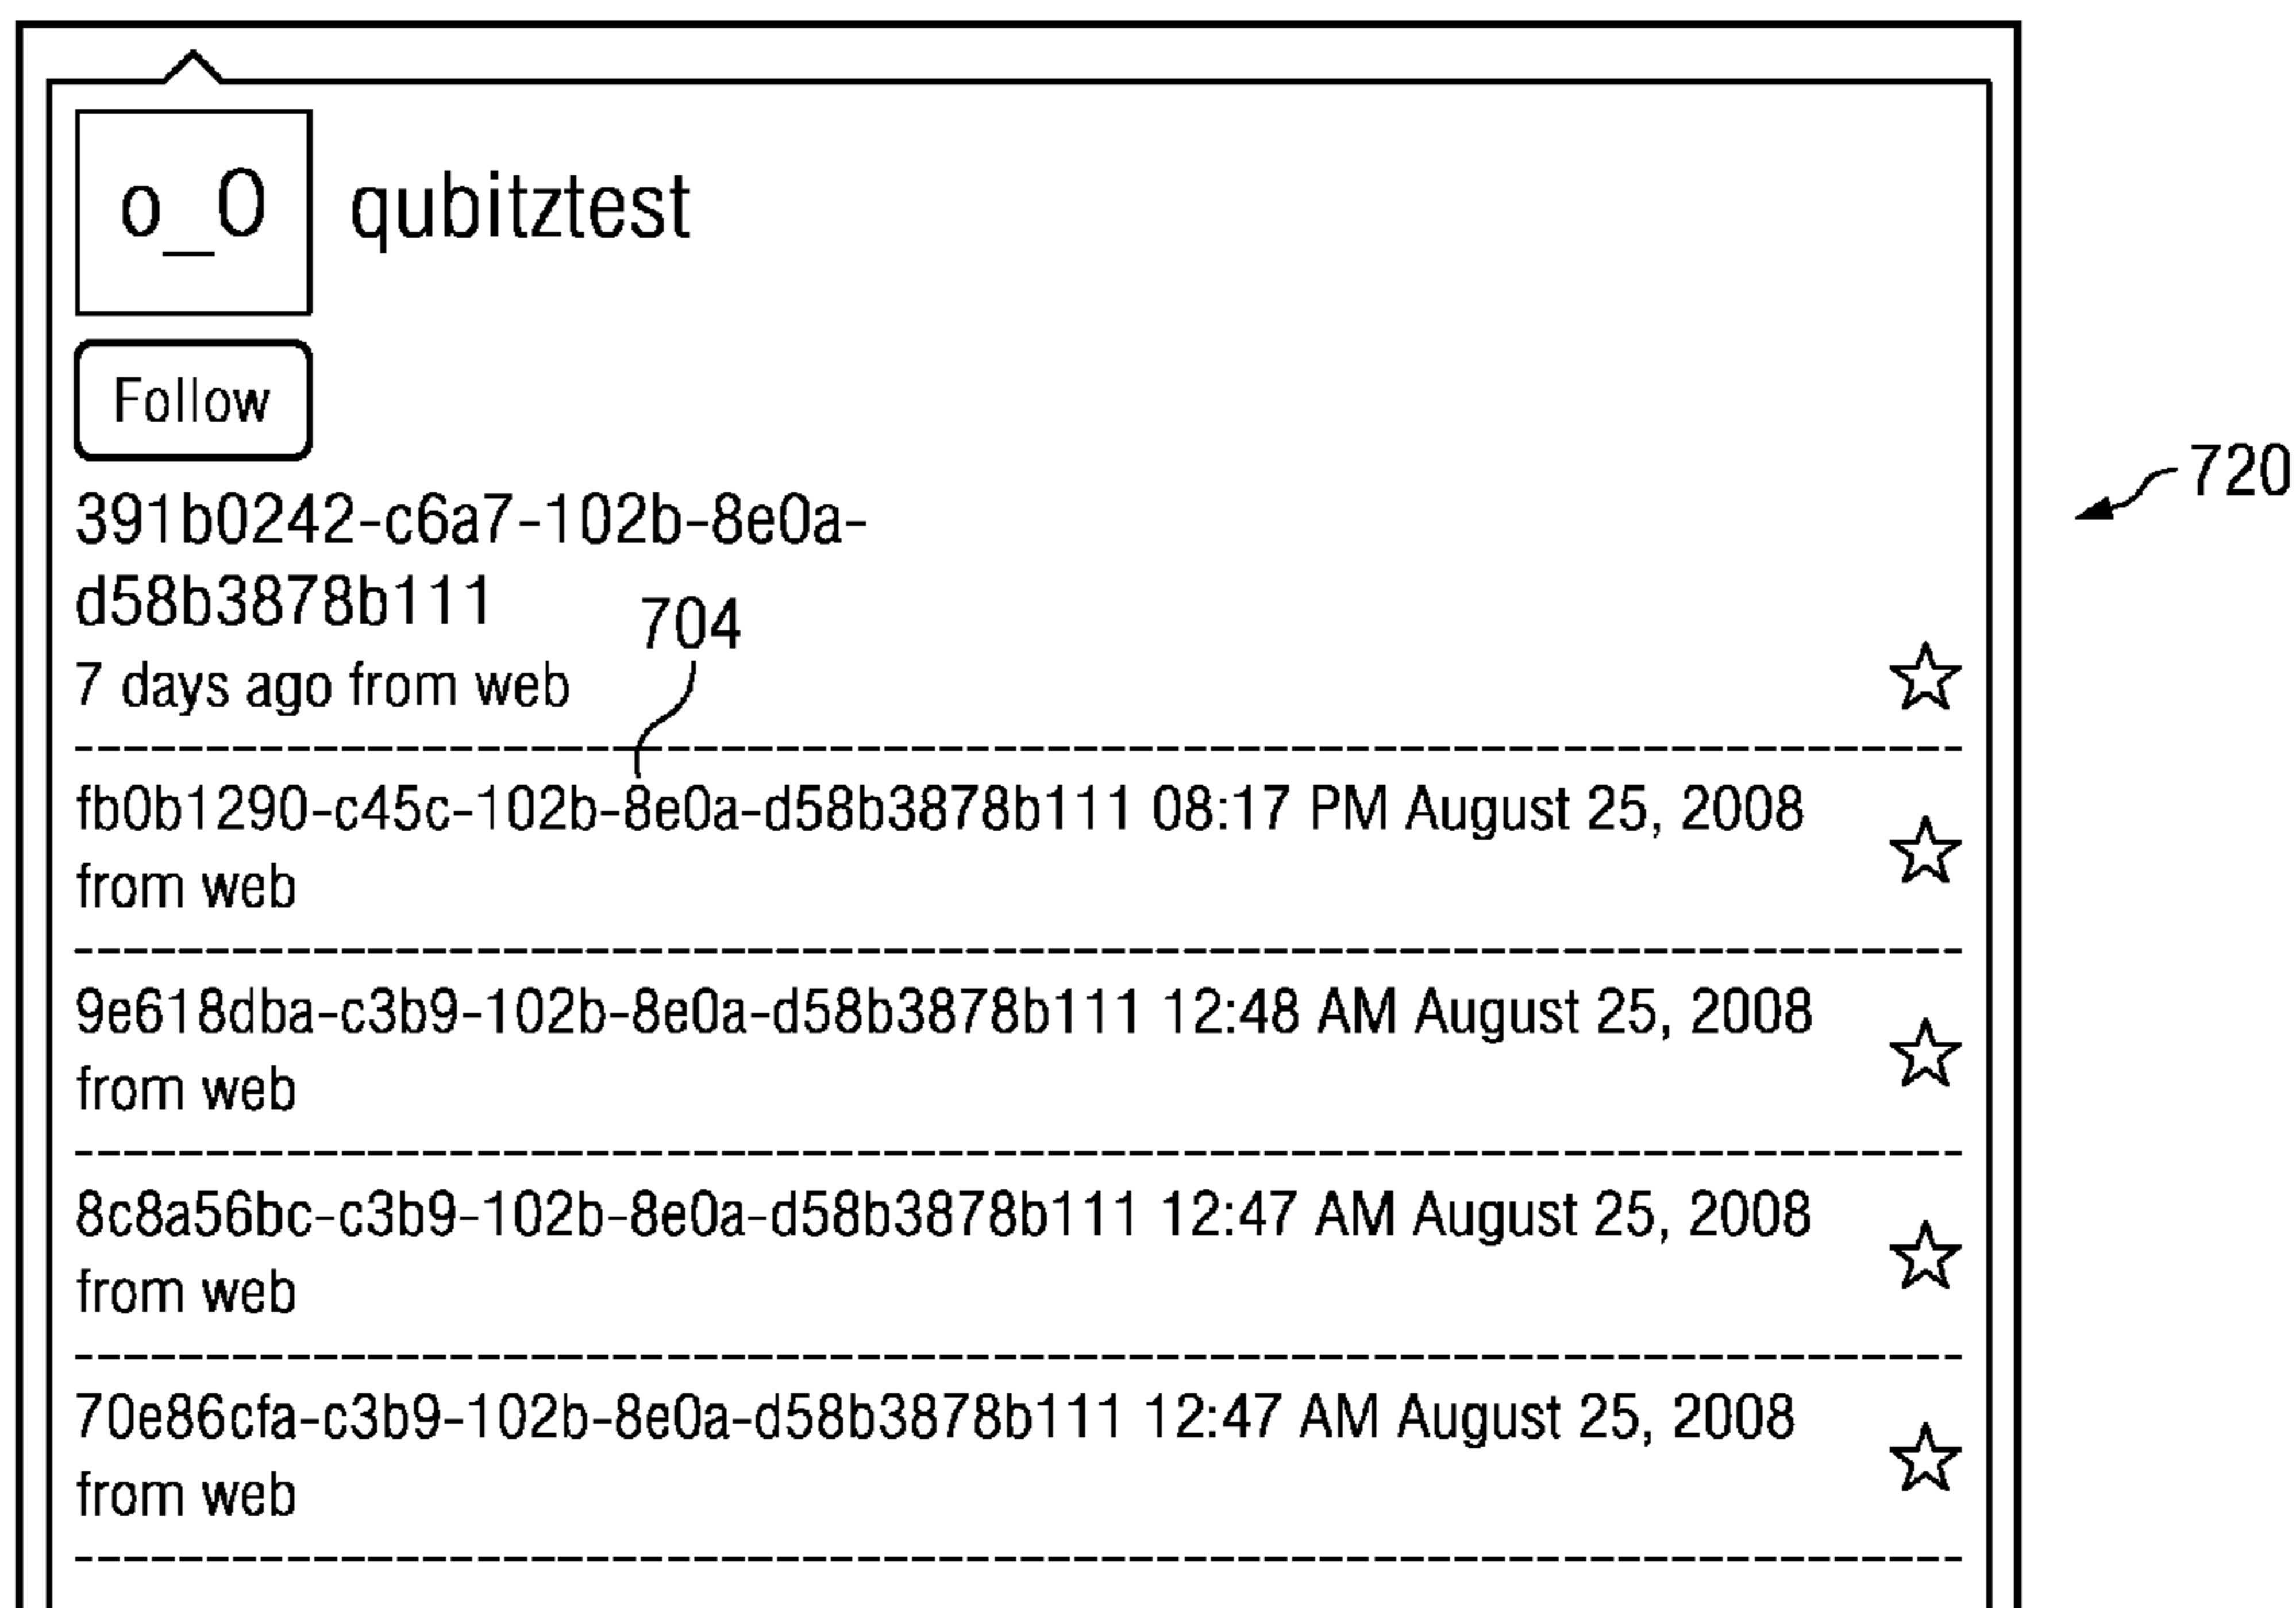 o_O qubitztest
Follow
720
391b0242-c6a7-102b-8e0a-
d58b3878b111
704
7 days ago from web
fb0b1290-c45c-102b-8e0a-d58b3878b111 08:17 PM August 25, 2008
from web
9e618dba-c3b9-102b-8e0a-d58b3878b111 12:48 AM August 25, 2008
from web
8c8a56bc-c3b9-102b-8e0a-d58b3878b111 12:47 AM August 25, 2008
from web
70e86cfa-c3b9-102b-8e0a-d58b3878b111 12:47 AM August 25, 2008
from web